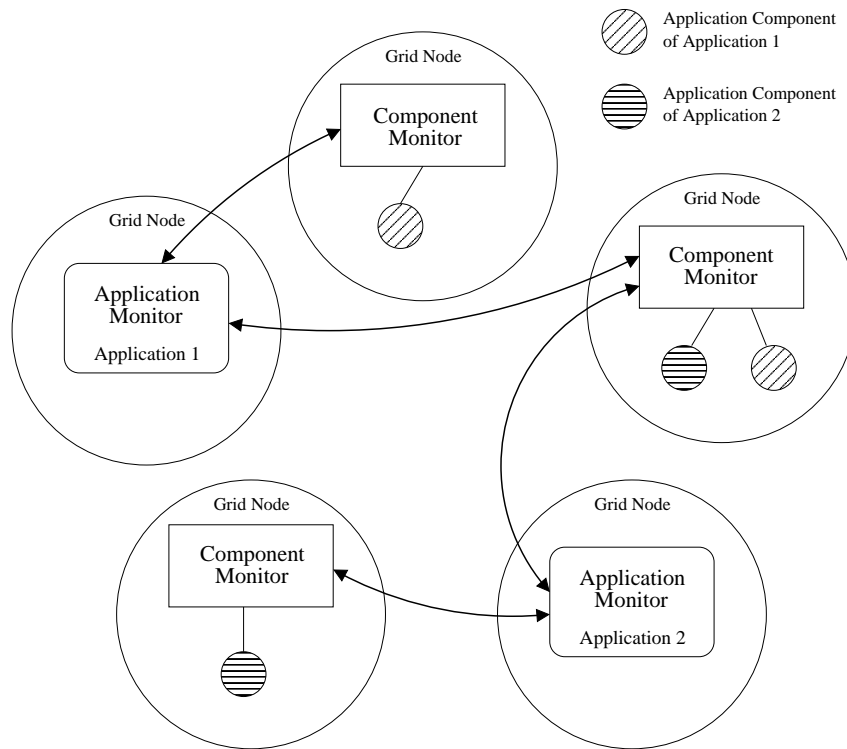 Application Component
of Application 1
Application Component
of Application 2
Grid Node
Component
Monitor
Grid Node
Application
Monitor
Application 1
Grid Node
Component
Monitor
Grid Node
Component
Monitor
Grid Node
Application
Monitor
Application 2